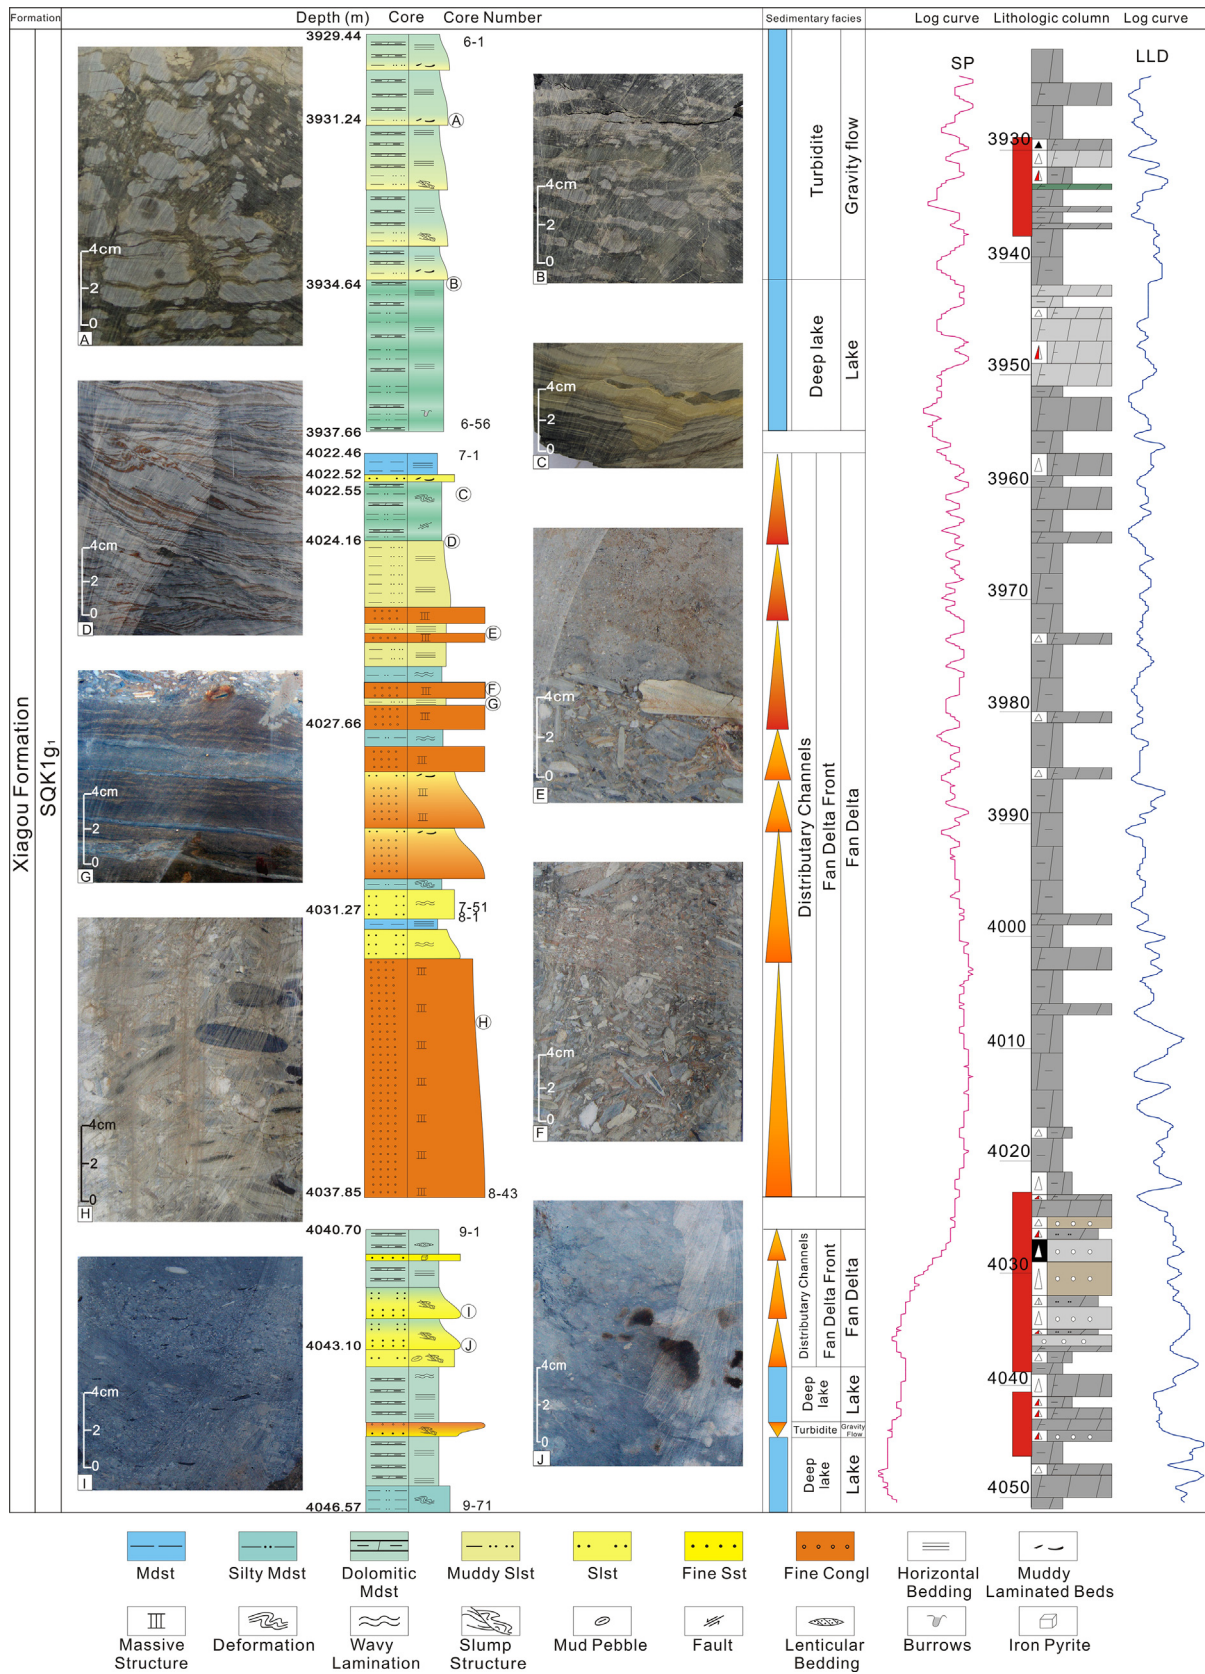 Formation
Depth (m)
Core
Core Number
Sedimentary facies
Log curve
Lithologic column
Log curve
Xiagou Formation
SQK1g1
3929.44
3931.24
3934.64
3937.66
4022.46
4022.52
4022.55
4024.16
4027.66
4031.27
4037.85
4040.70
4043.10
4046.57
6-1
6-56
7-1
7-51
8-1
8-43
9-1
9-71
A
B
C
D
E
F
G
H
I
J
4cm
2
0
A
4cm
2
0
B
4cm
2
0
C
4cm
2
0
D
4cm
2
0
E
4cm
2
0
G
4cm
2
0
F
4cm
2
0
H
4cm
2
0
I
4cm
2
0
J
Turbidite
Gravity flow
Deep lake
Lake
Distributary Channels
Fan Delta Front
Fan Delta
Distributary Channels
Fan Delta Front
Fan Delta
Deep
lake
Lake
Turbidite
Gravity
Flow
Deep
lake
Lake
SP
LLD
3930
3940
3950
3960
3970
3980
3990
4000
4010
4020
4030
4040
4050
Mdst
Silty Mdst
Dolomitic
Mdst
Muddy Slst
Slst
Fine Sst
Fine Congl
Horizontal
Bedding
Muddy
Laminated Beds
Massive
Structure
Deformation
Wavy
Lamination
Slump
Structure
Mud Pebble
Fault
Lenticular
Bedding
Burrows
Iron Pyrite